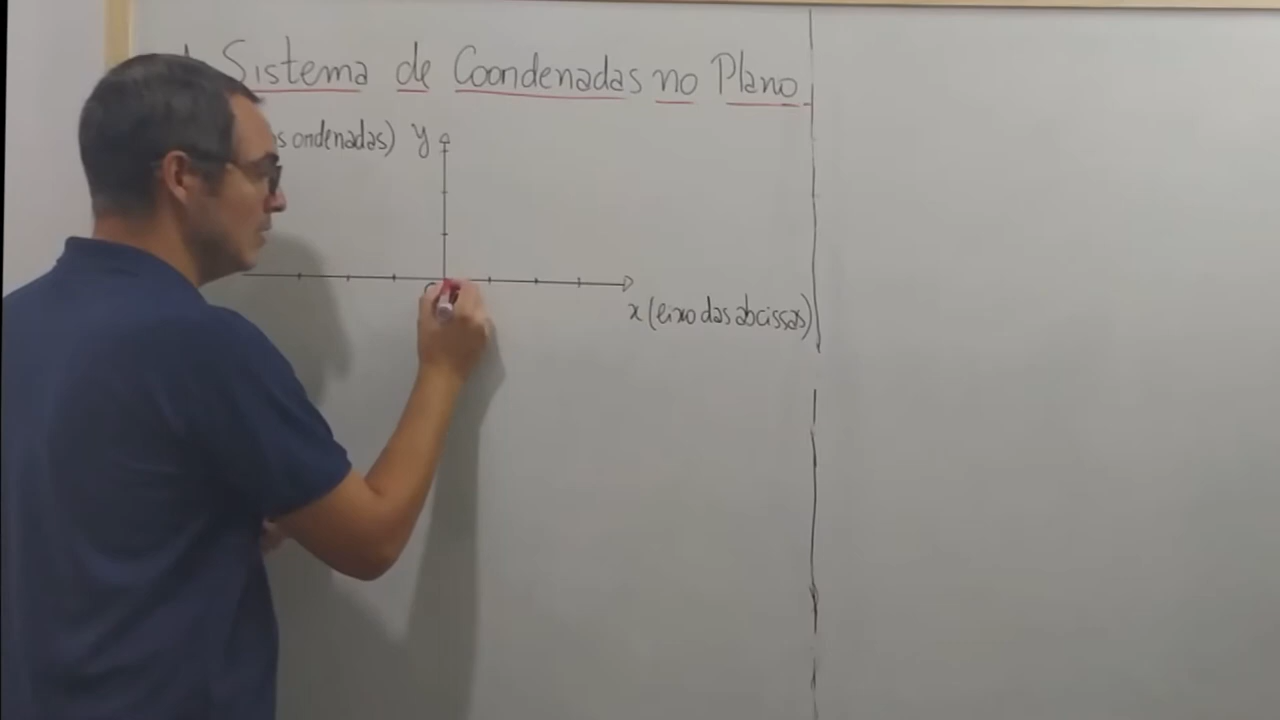 Sistema de Coordenadas no Plano
ordenadas) y
x (eixo das abcissas)